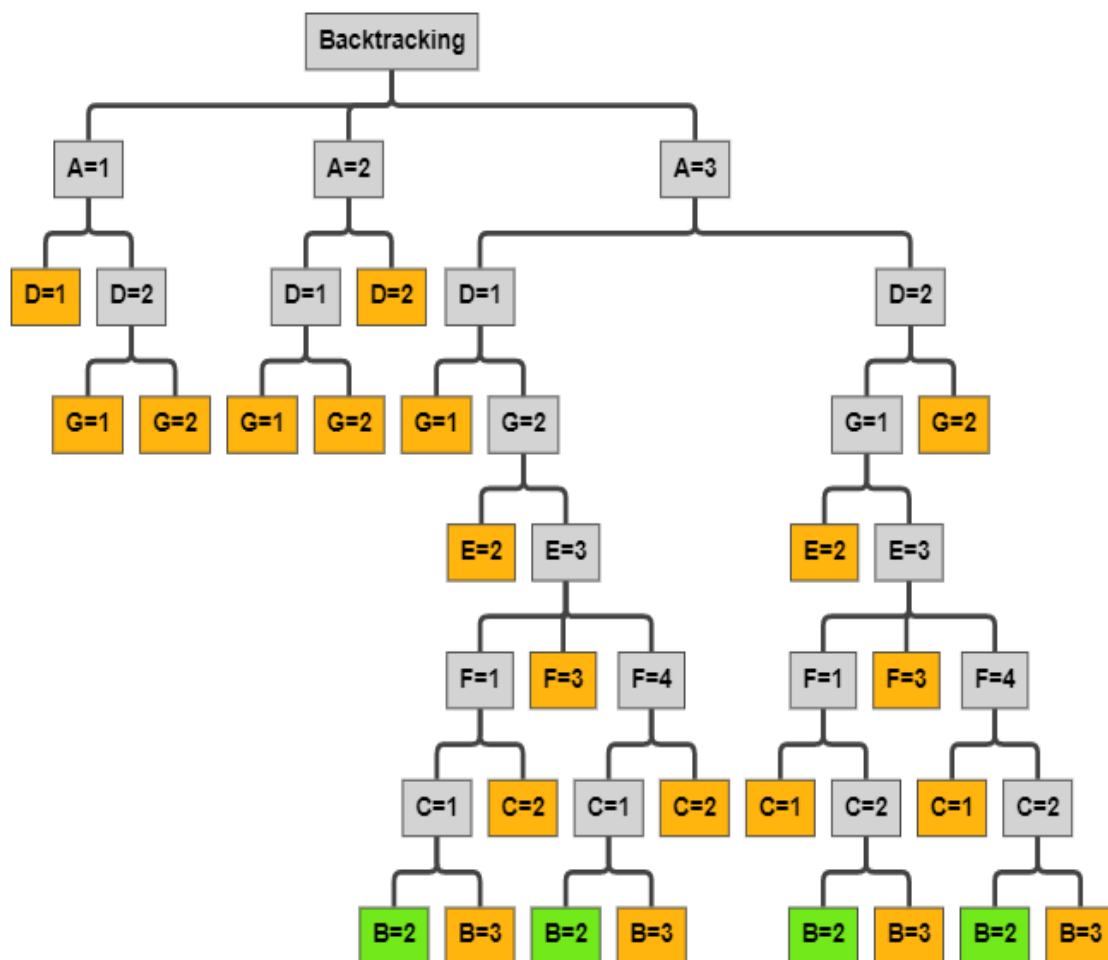 Backtracking
A=1 A=2 A=3
D=1 D=2 D=1 D=2 D=1 D=2
G=1 G=2 G=1 G=2 G=1 G=2 G=1 G=2
E=2 E=3 E=2 E=3
F=1 F=3 F=4 F=1 F=3 F=4
C=1 C=2 C=1 C=2 C=1 C=2 C=1 C=2
B=2 B=3 B=2 B=3 B=2 B=3 B=2 B=3